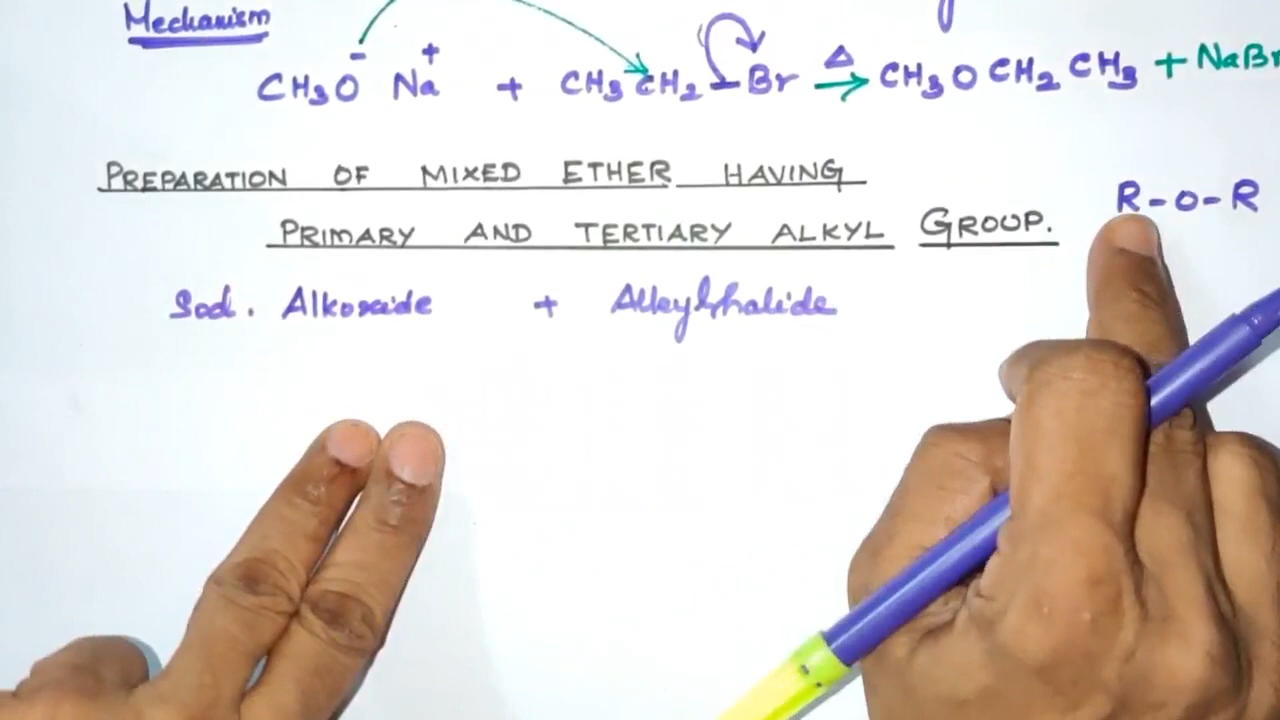 Mechanism
CH3O⁻ Na⁺ + CH3CH2–Br Δ→ CH3OCH2CH3 + NaBr
PREPARATION OF MIXED ETHER HAVING
PRIMARY AND TERTIARY ALKYL GROUP.
R-O-R
Sod. Alkoxide + Alkylhalide